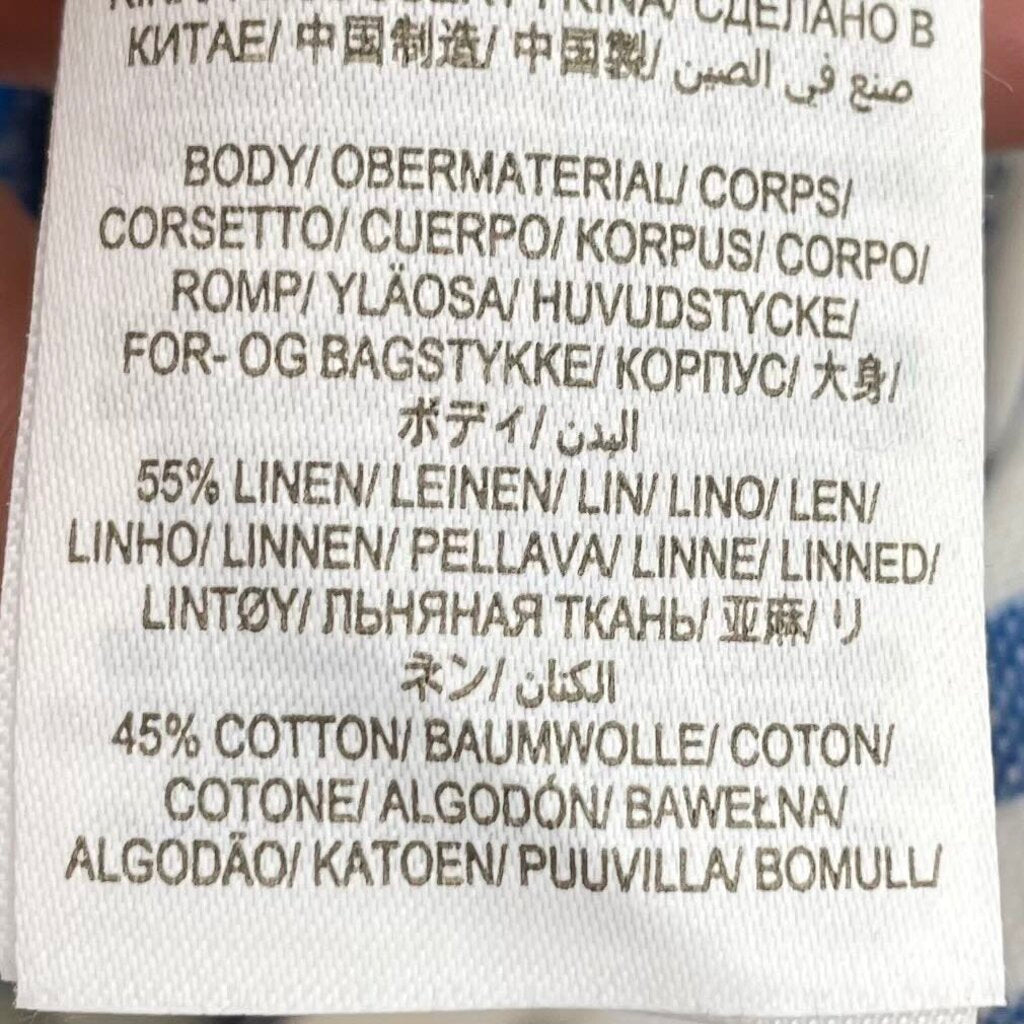 СДЕЛАНО В
КИТАЕ/ 中国制造/ 中国製/ صنع في الصين
BODY/ OBERMATERIAL/ CORPS/
CORSETTO/ CUERPO/ KORPUS/ CORPO/
ROMP/ YLÄOSA/ HUVUDSTYCKE/
FOR- OG BAGSTYKKE/ КОРПУС/ 大身/
ボディ/ البدن
55% LINEN/ LEINEN/ LIN/ LINO/ LEN/
LINHO/ LINNEN/ PELLAVA/ LINNE/ LINNED/
LINTØY/ ЛЬНЯНАЯ ТКАНЬ/ 亚麻/ リ
ネン/ الكتان
45% COTTON/ BAUMWOLLE/ COTON/
COTONE/ ALGODÓN/ BAWEŁNA/
ALGODÃO/ KATOEN/ PUUVILLA/ BOMULL/